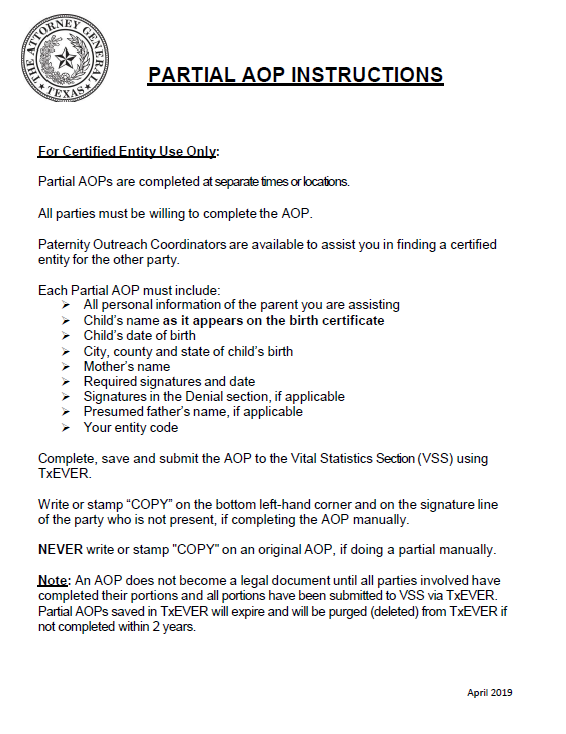 THE ATTORNEY GENERAL
TEXAS
PARTIAL AOP INSTRUCTIONS
For Certified Entity Use Only:
Partial AOPs are completed at separate times or locations.
All parties must be willing to complete the AOP.
Paternity Outreach Coordinators are available to assist you in finding a certified
entity for the other party.
Each Partial AOP must include:
➢ All personal information of the parent you are assisting
➢ Child’s name as it appears on the birth certificate
➢ Child’s date of birth
➢ City, county and state of child’s birth
➢ Mother’s name
➢ Required signatures and date
➢ Signatures in the Denial section, if applicable
➢ Presumed father’s name, if applicable
➢ Your entity code
Complete, save and submit the AOP to the Vital Statistics Section (VSS) using
TxEVER.
Write or stamp “COPY” on the bottom left-hand corner and on the signature line
of the party who is not present, if completing the AOP manually.
NEVER write or stamp "COPY" on an original AOP, if doing a partial manually.
Note: An AOP does not become a legal document until all parties involved have
completed their portions and all portions have been submitted to VSS via TxEVER.
Partial AOPs saved in TxEVER will expire and will be purged (deleted) from TxEVER if
not completed within 2 years.
April 2019